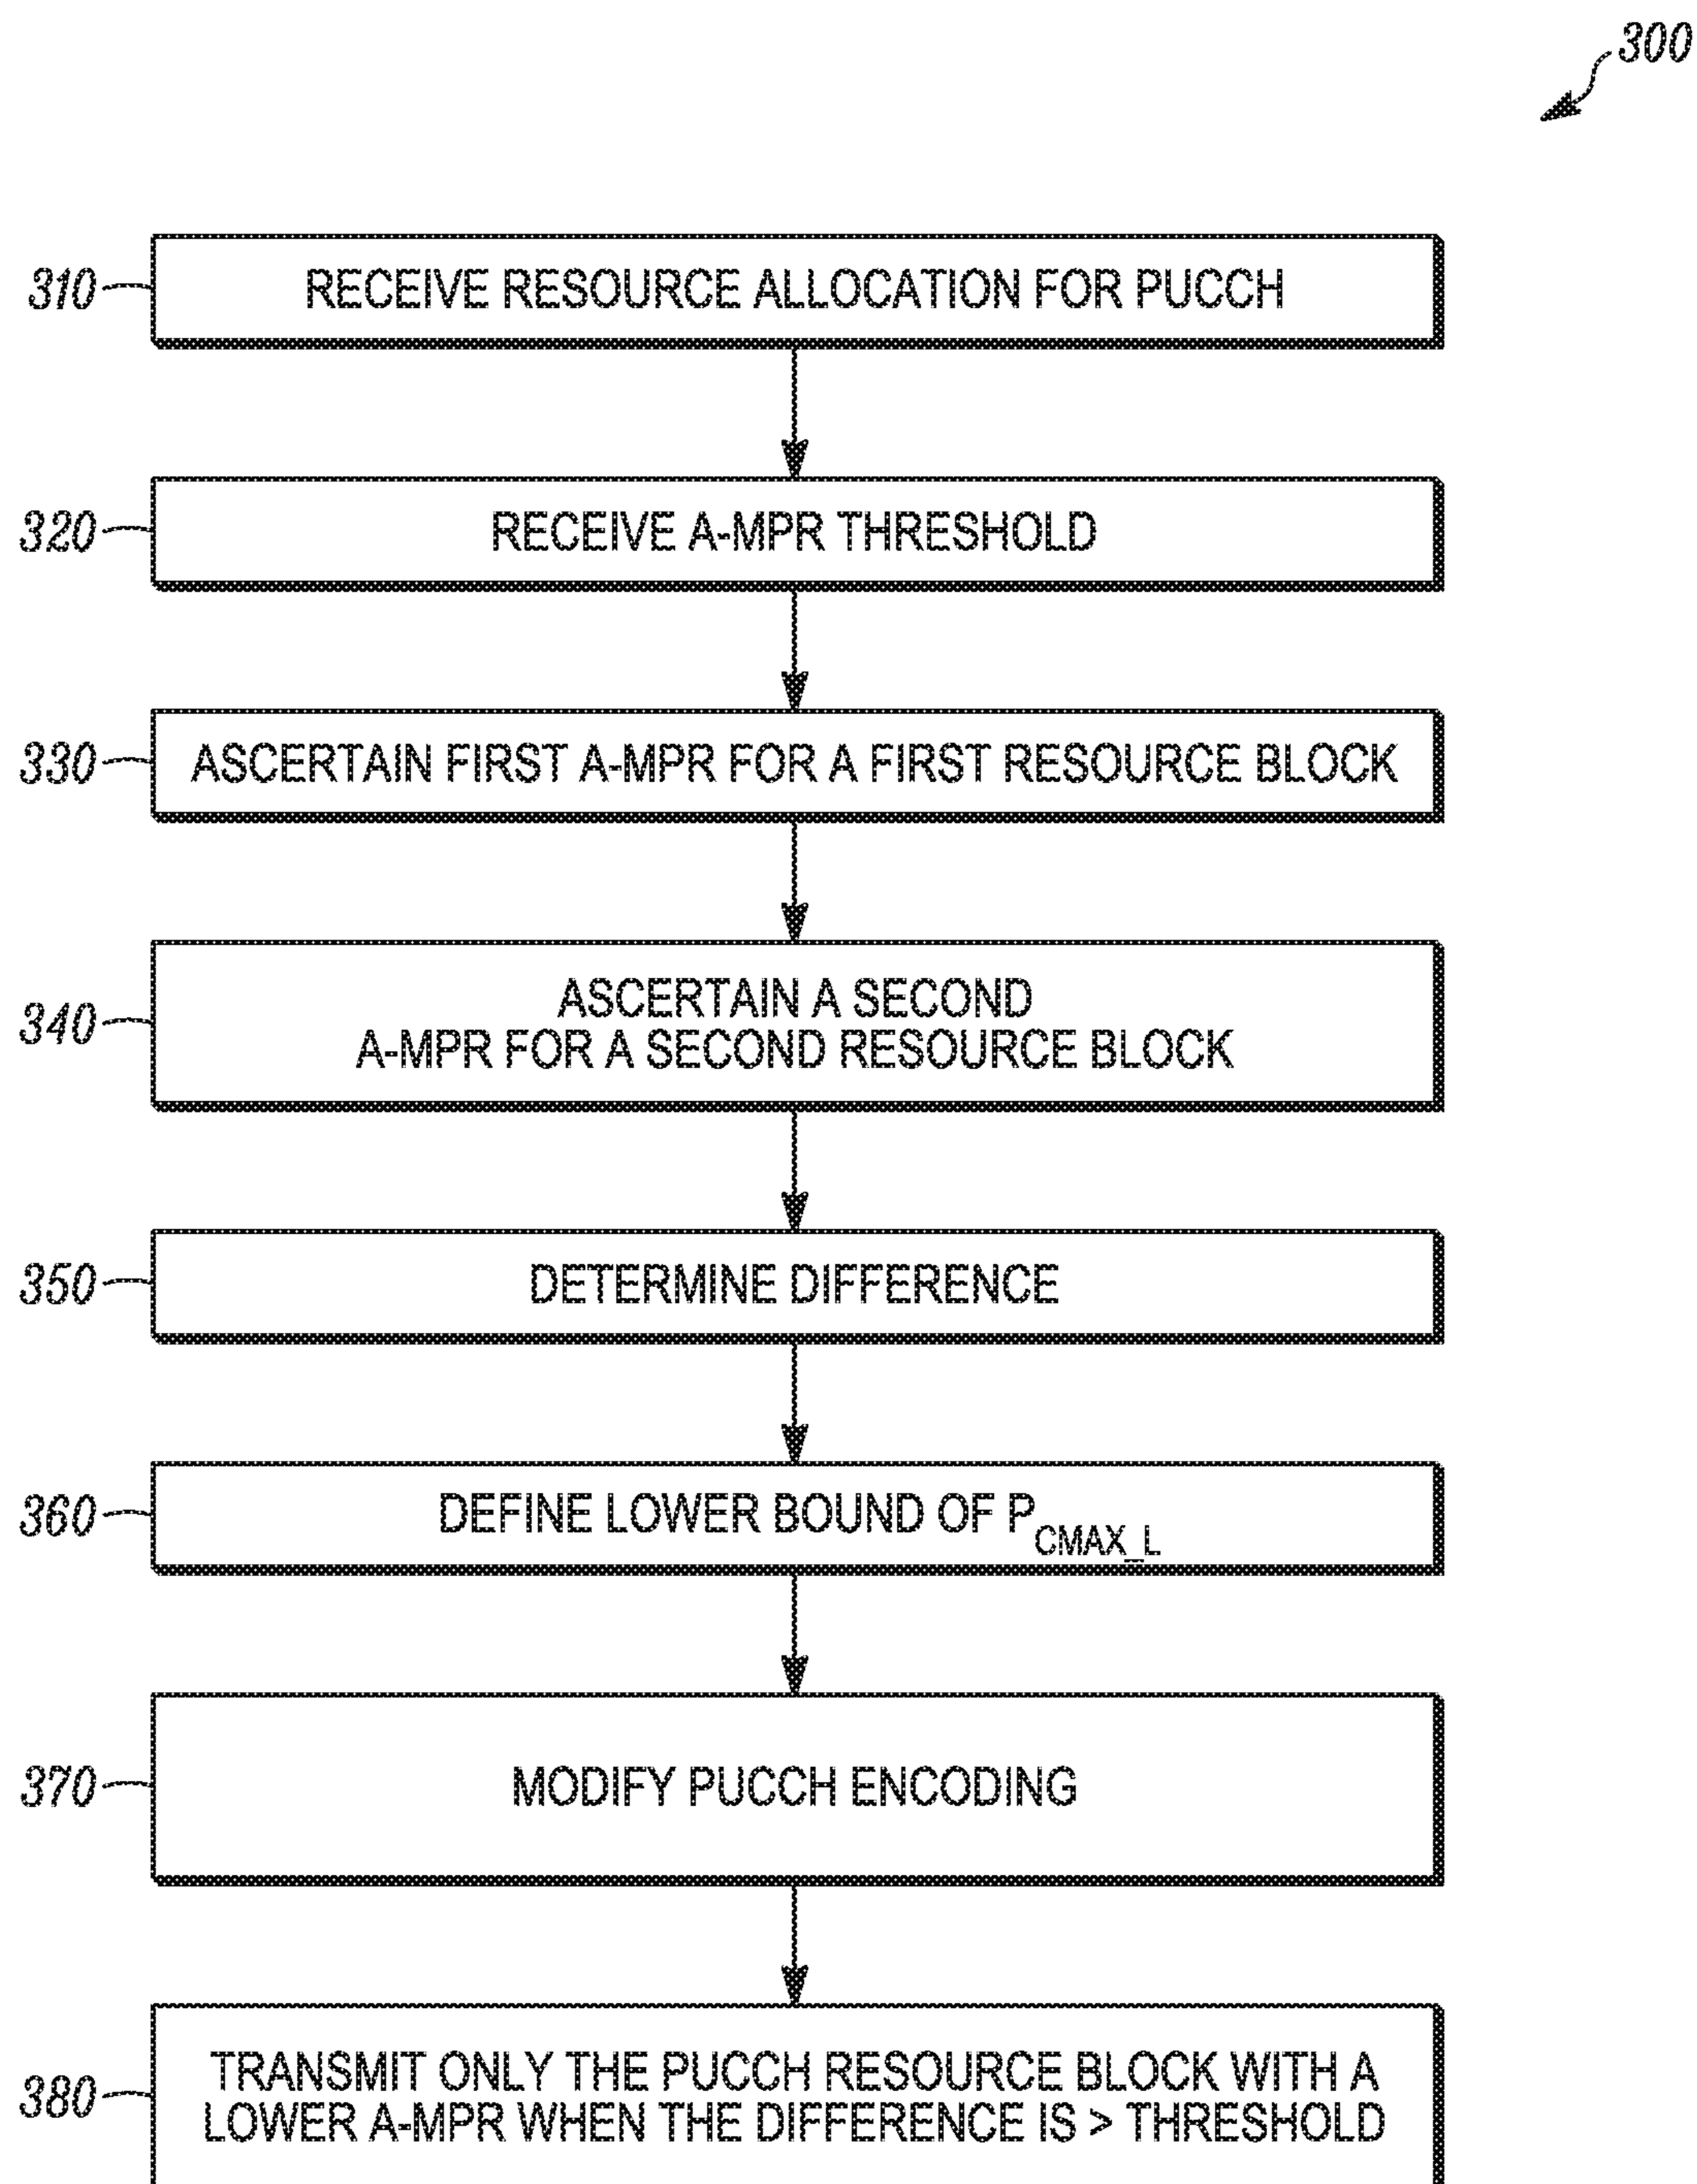 300
310
RECEIVE RESOURCE ALLOCATION FOR PUCCH
320
RECEIVE A-MPR THRESHOLD
330
ASCERTAIN FIRST A-MPR FOR A FIRST RESOURCE BLOCK
340
ASCERTAIN A SECOND
A-MPR FOR A SECOND RESOURCE BLOCK
350
DETERMINE DIFFERENCE
360
DEFINE LOWER BOUND OF P_CMAX_L
370
MODIFY PUCCH ENCODING
380
TRANSMIT ONLY THE PUCCH RESOURCE BLOCK WITH A
LOWER A-MPR WHEN THE DIFFERENCE IS > THRESHOLD